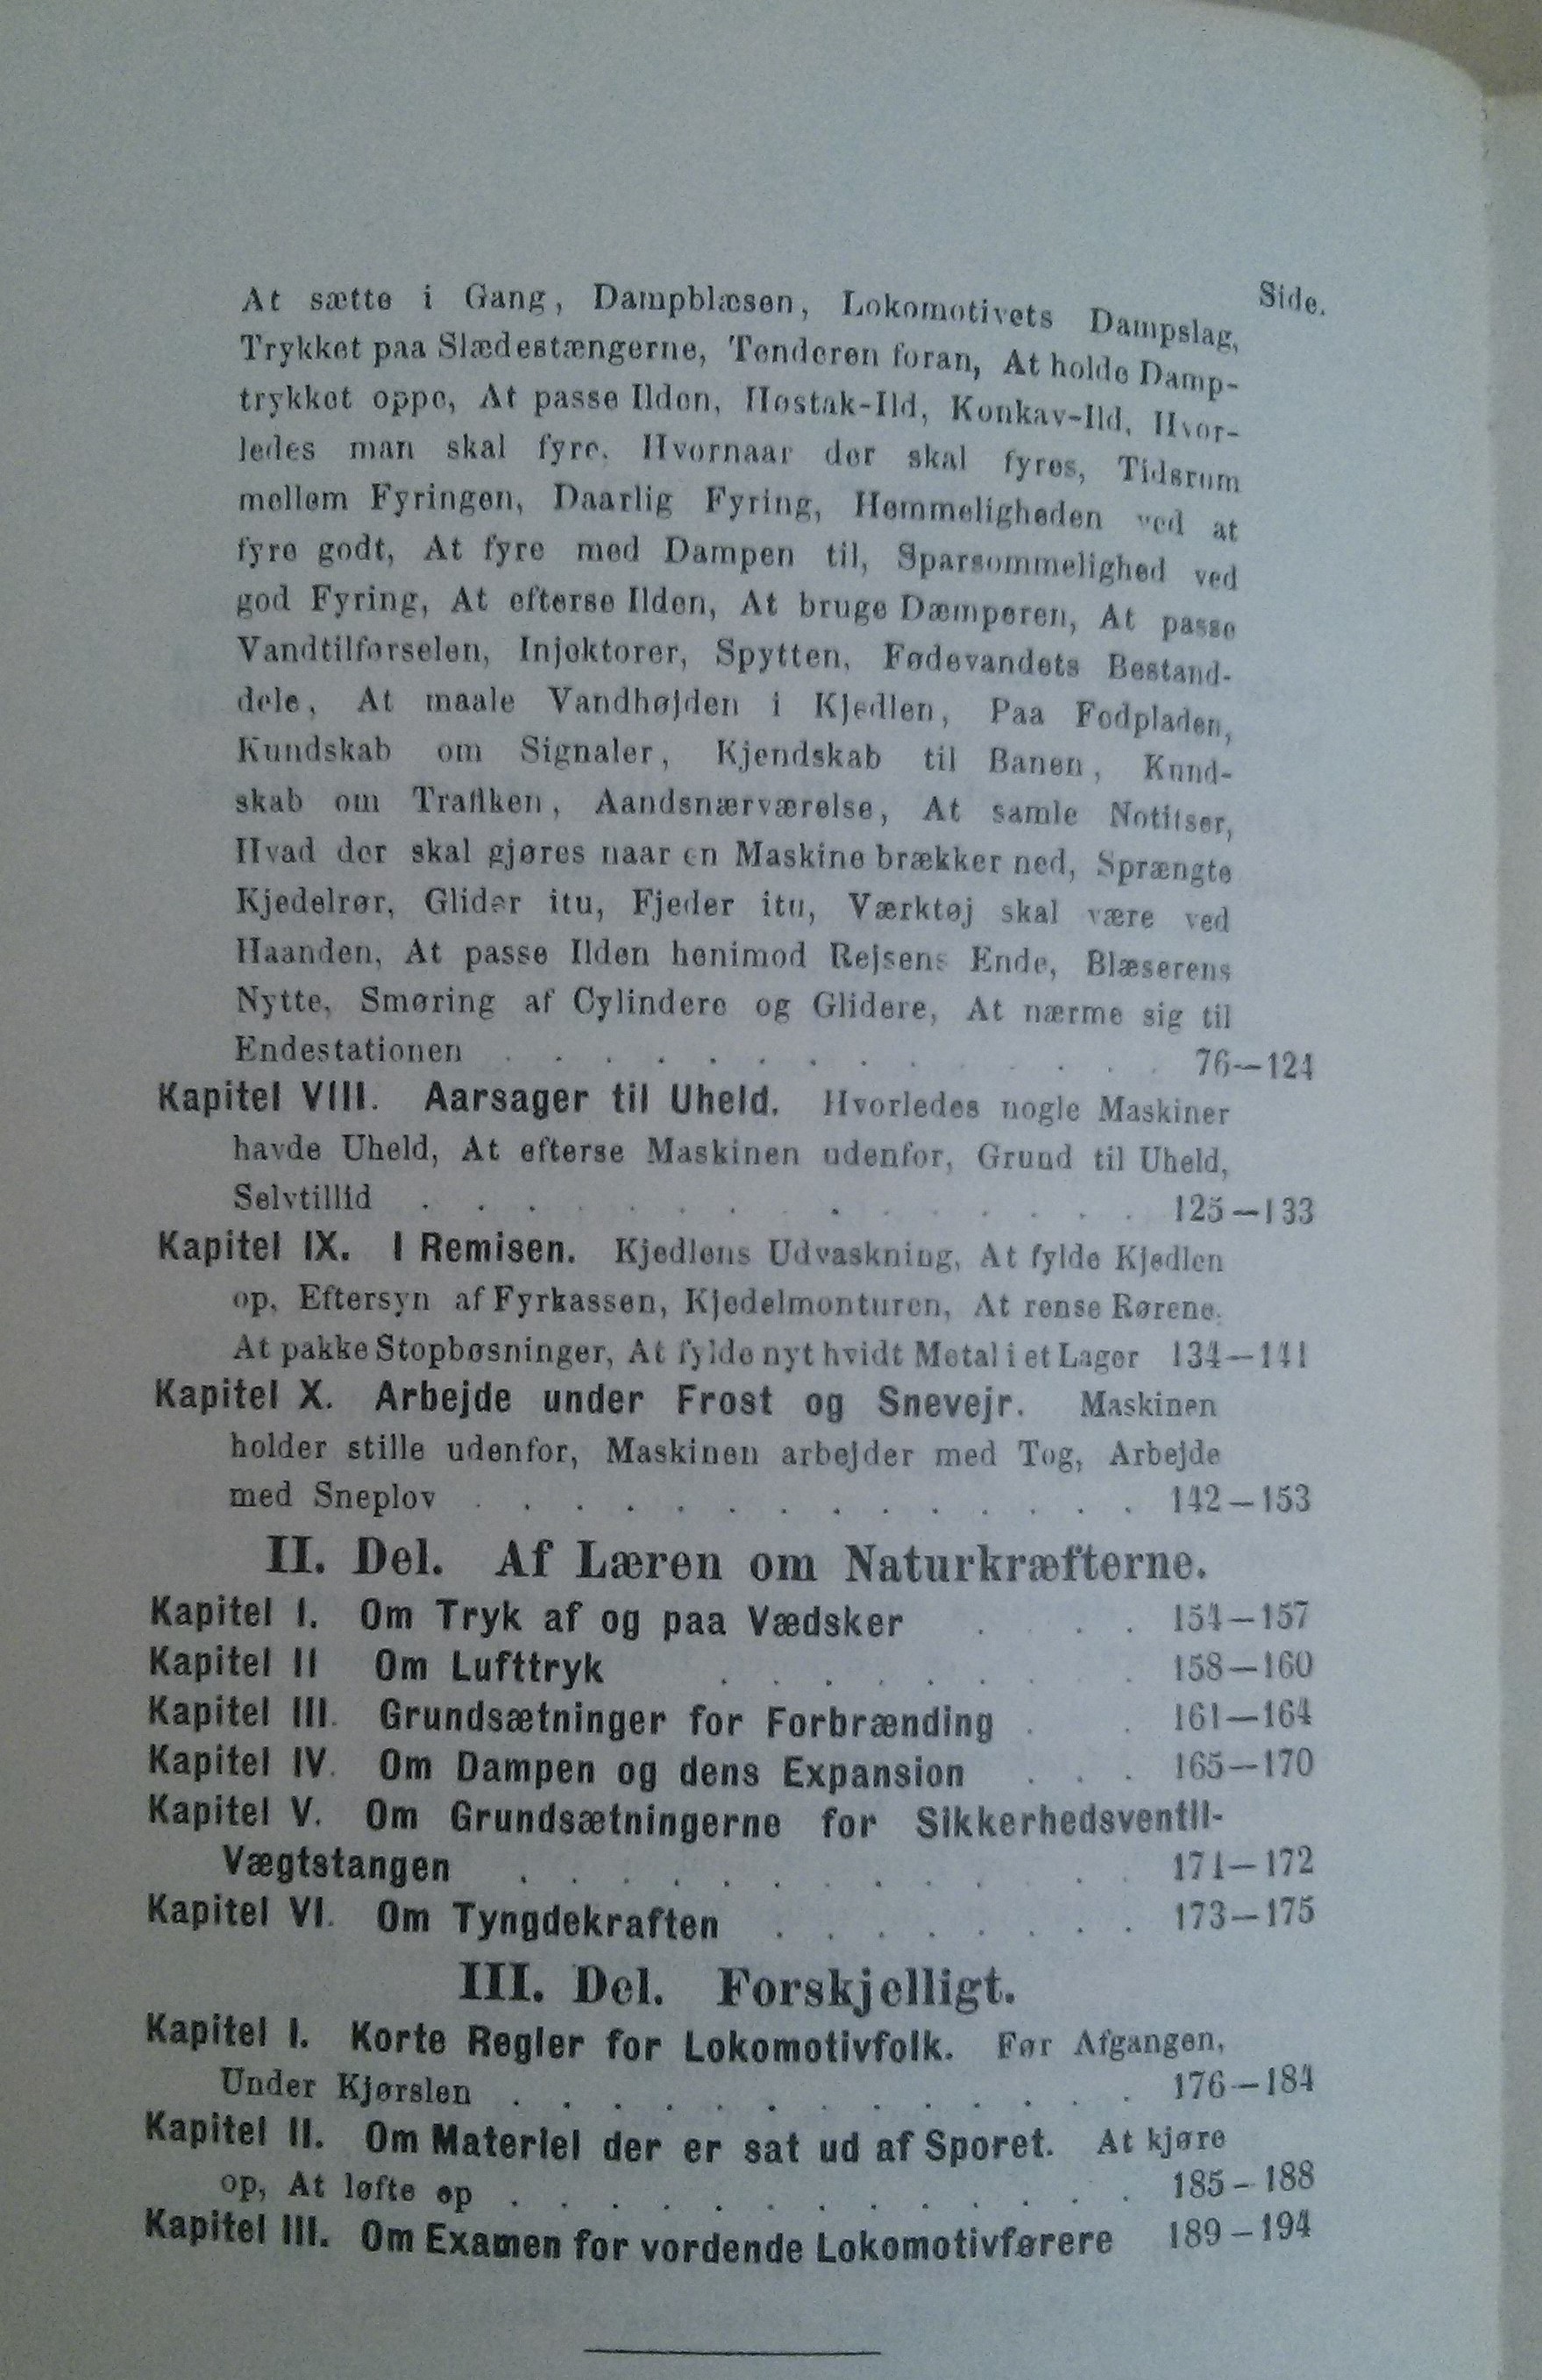 Side.
At sætte i Gang, Dampblæsen, Lokomotivets Dampslag,
Trykket paa Slædestængerne, Tenderen foran, At holde Damp-
trykket oppe, At passe Ilden, Høstak-Ild, Konkav-Ild, Hvor-
ledes man skal fyre. Hvornaar der skal fyres, Tidsrum
mellem Fyringen, Daarlig Fyring, Hemmeligheden ved at
fyre godt, At fyre med Dampen til, Sparsommelighed ved
god Fyring, At efterse Ilden, At bruge Dæmperen, At passe
Vandtilførselen, Injektorer, Spytten, Fødevandets Bestand-
dele, At maale Vandhøjden i Kjedlen, Paa Fodpladen,
Kundskab om Signaler, Kjendskab til Banen, Kund-
skab om Trafiken, Aandsnærværelse, At samle Notitser,
Hvad der skal gjøres naar en Maskine brækker ned, Sprængte
Kjedelrør, Glider itu, Fjeder itu, Værktøj skal være ved
Haanden, At passe Ilden henimod Rejsens Ende, Blæserens
Nytte, Smøring af Cylindere og Glidere, At nærme sig til
Endestationen . . . . . . . . . . . . . 76—124
Kapitel VIII. Aarsager til Uheld. Hvorledes nogle Maskiner
havde Uheld, At efterse Maskinen udenfor, Grund til Uheld,
Selvtillid . . . . . . . . . . . . . . . 125—133
Kapitel IX. I Remisen. Kjedlens Udvaskning, At fylde Kjedlen
op, Eftersyn af Fyrkassen, Kjedelmonturen, At rense Rørene.
At pakke Stopbøsninger, At fylde nyt hvidt Metal i et Lager 134—141
Kapitel X. Arbejde under Frost og Snevejr. Maskinen
holder stille udenfor, Maskinen arbejder med Tog, Arbejde
med Sneplov . . . . . . . . . . . . . . 142—153
II. Del. Af Læren om Naturkræfterne.
Kapitel I. Om Tryk af og paa Vædsker . . . . 154—157
Kapitel II Om Lufttryk . . . . . . . . . 158—160
Kapitel III. Grundsætninger for Forbrænding . . 161—164
Kapitel IV. Om Dampen og dens Expansion . . . 165—170
Kapitel V. Om Grundsætningerne for Sikkerhedsventil-
Vægtstangen . . . . . . . . . . . . . 171—172
Kapitel VI. Om Tyngdekraften . . . . . . . . 173—175
III. Del. Forskjelligt.
Kapitel I. Korte Regler for Lokomotivfolk. Før Afgangen,
Under Kjørslen . . . . . . . . . . . . . 176—184
Kapitel II. Om Materiel der er sat ud af Sporet. At kjøre
op, At løfte op . . . . . . . . . . . . . 185—188
Kapitel III. Om Examen for vordende Lokomotivførere 189—194